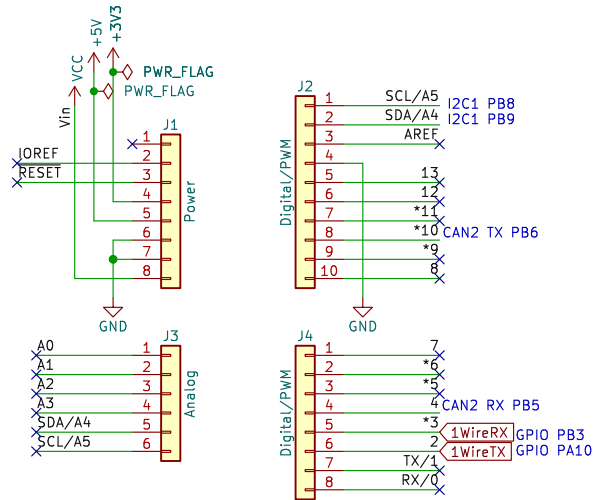 +5V
+3V3
VCC
Vin
PWR_FLAG
PWR_FLAG
J1
Power
IOREF
RESET
1
2
3
4
5
6
7
8
GND
J2
Digital/PWM
1 SCL/A5 I2C1 PB8
2 SDA/A4 I2C1 PB9
3 AREF
4
5 13
6 12
7 *11
8 *10 CAN2 TX PB6
9 *9
10 8
GND
J3
Analog
A0 1
A1 2
A2 3
A3 4
SDA/A4 5
SCL/A5 6
J4
Digital/PWM
1 7
2 *6
3 *5
4 4 CAN2 RX PB5
5 *3 1WireRX GPIO PB3
6 2 1WireTX GPIO PA10
7 TX/1
8 RX/0